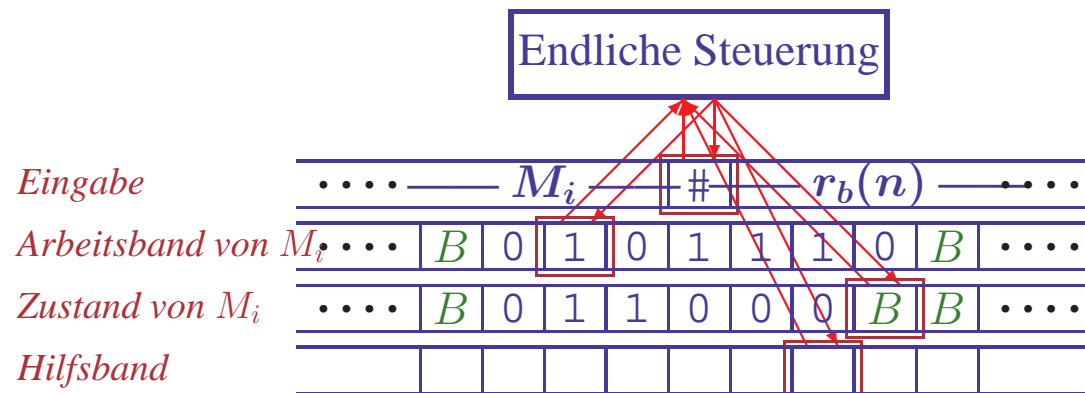 Endliche Steuerung
Eingabe •••• M_i # r_b(n) ••••
Arbeitsband von M_i •••• B 0 1 0 1 1 1 0 B ••••
Zustand von M_i •••• B 0 1 1 0 0 0 B B ••••
Hilfsband